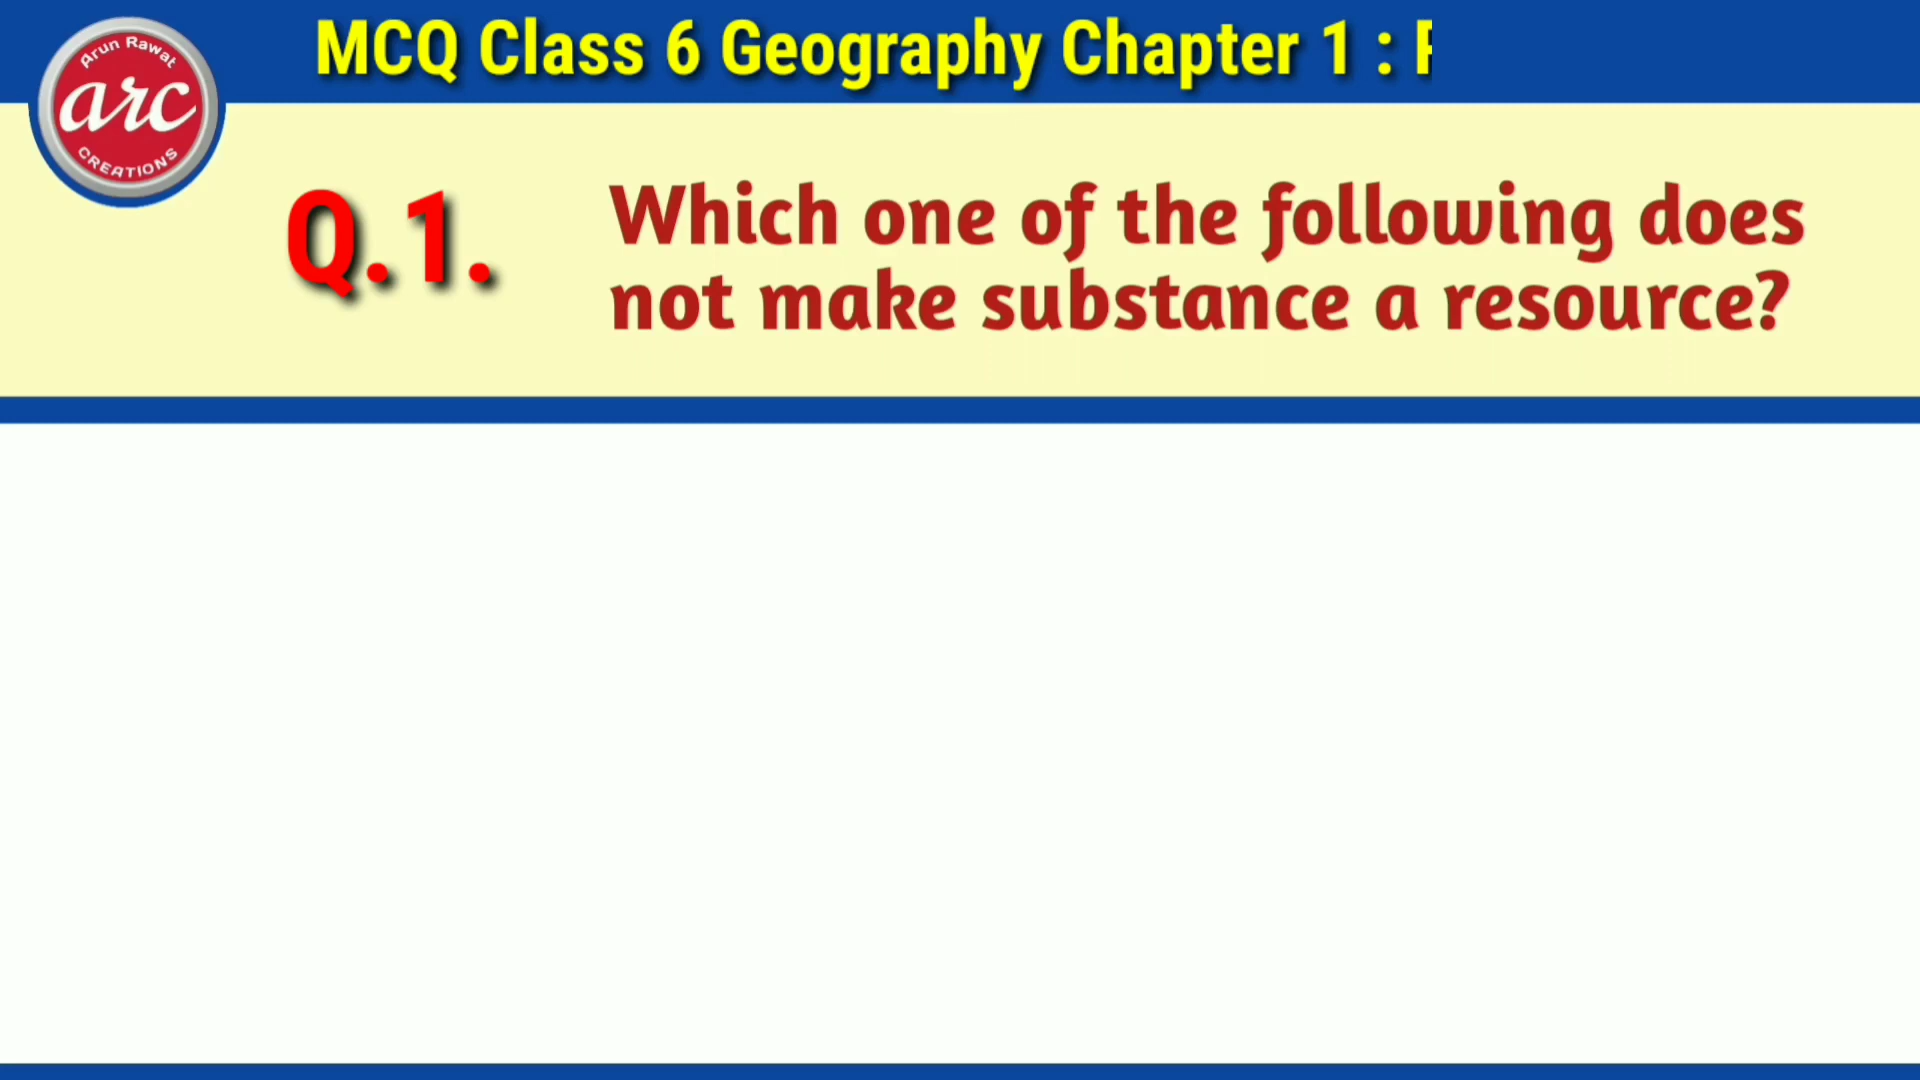 MCQ Class 6 Geography Chapter 1 :
Arun Rawat
arc
CREATIONS
Q.1.
Which one of the following does
not make substance a resource?